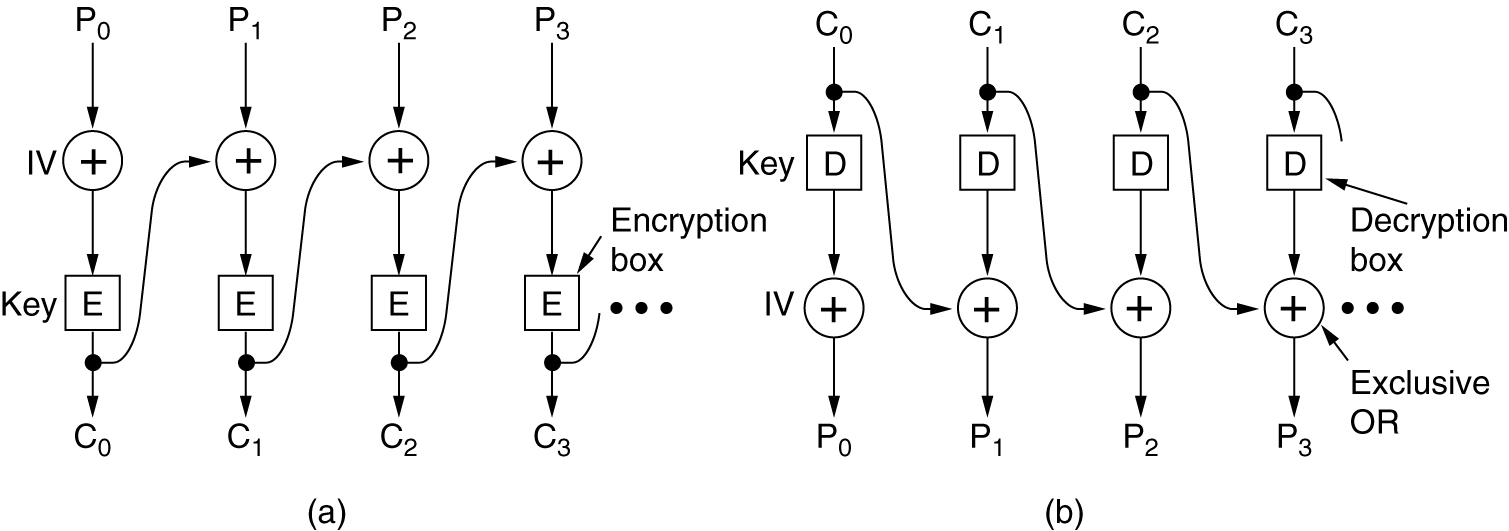 P0 P1 P2 P3
IV + + + +
Encryption
box
Key E E E E
C0 C1 C2 C3
(a)
C0 C1 C2 C3
Key D D D D
Decryption
box
IV + + + +
Exclusive
OR
P0 P1 P2 P3
(b)